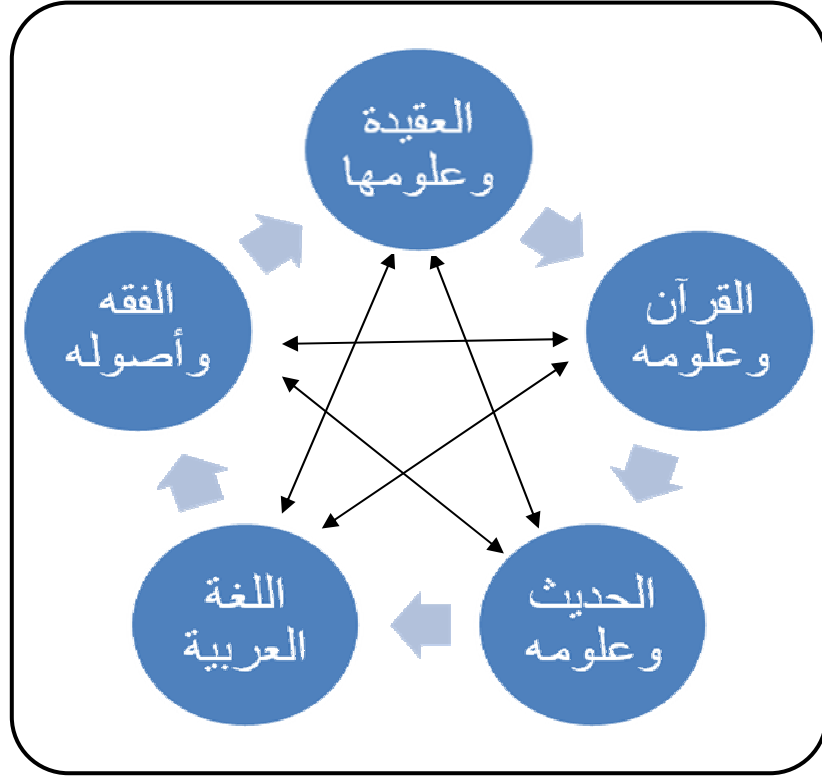 العقيدة
وعلومها
القرآن
وعلومه
الحديث
وعلومه
اللغة
العربية
الفقه
وأصوله